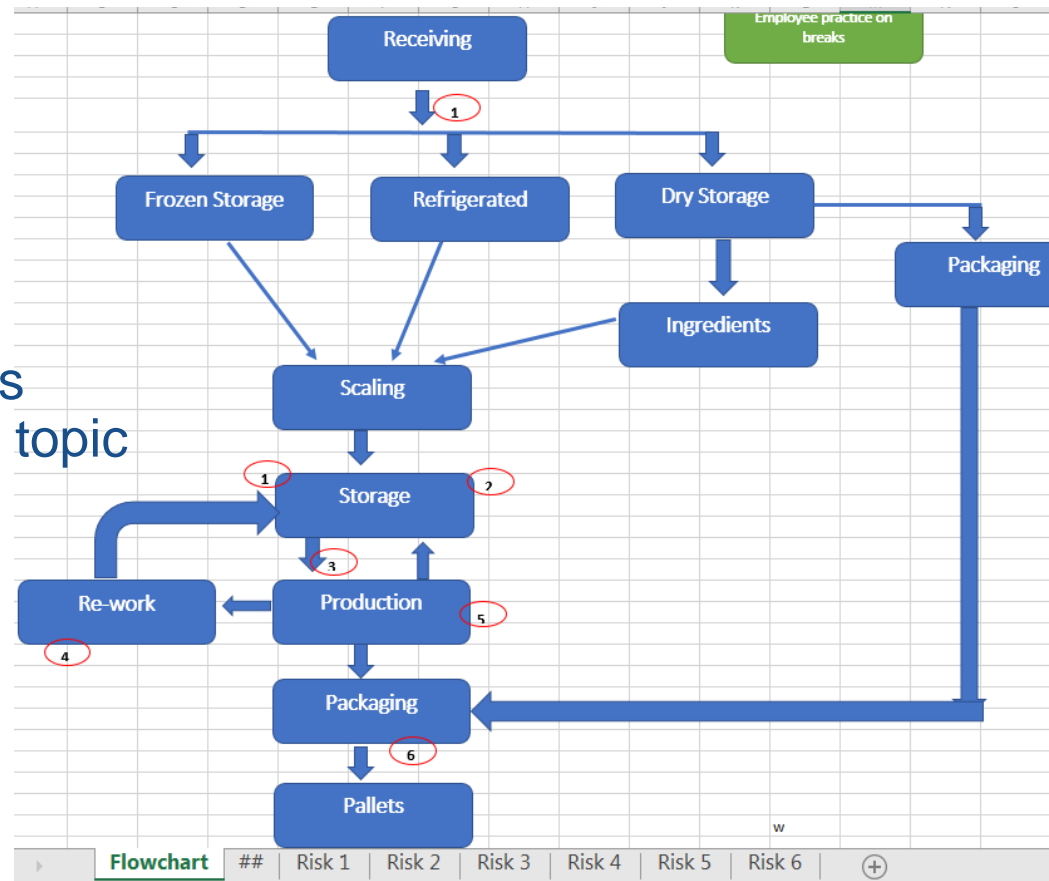 Employee practice on
breaks
Receiving
1
Frozen Storage
Refrigerated
Dry Storage
Packaging
Ingredients
s
topic
Scaling
1
Storage
2
3
Re-work
Production
5
4
Packaging
6
Pallets
w
Flowchart ## Risk 1 Risk 2 Risk 3 Risk 4 Risk 5 Risk 6